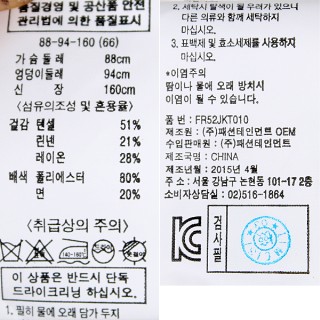 품질경영 및 공산품 안전
관리법에 의한 품질표시
88-94-160 (66)
가 슴 둘 레 88cm
엉덩이둘레 94cm
신 장 160cm
<섬유의조성 및 혼용율>
겉감 텐셀 51%
린넨 21%
레이온 28%
배색 폴리에스터 80%
면 20%
<취급상의 주의>
이 상품은 반드시 단독
드라이크리닝 하십시오.
1. 필히 물에 오래 담가 두지
2. 세탁시 탈색이 될 우려가 있으니
다른 의류와 함께 세탁하지
마십시오.
3. 표백제 및 효소세제를 사용하지
마십시오.
*이염주의
땀이나 물에 오래 방치시
이염이 될 수 있습니다.
품 번 : FR52JKT010
제조원 : (주)패션테인먼트 OEM
수입판매원 : (주)패션테인먼트
제조국명 : CHINA
제조년월 : 2015년 4월
주 소 : 서울 강남구 논현동 101-17 2층
소비자상담실 : 02)516-1864
검
사
필